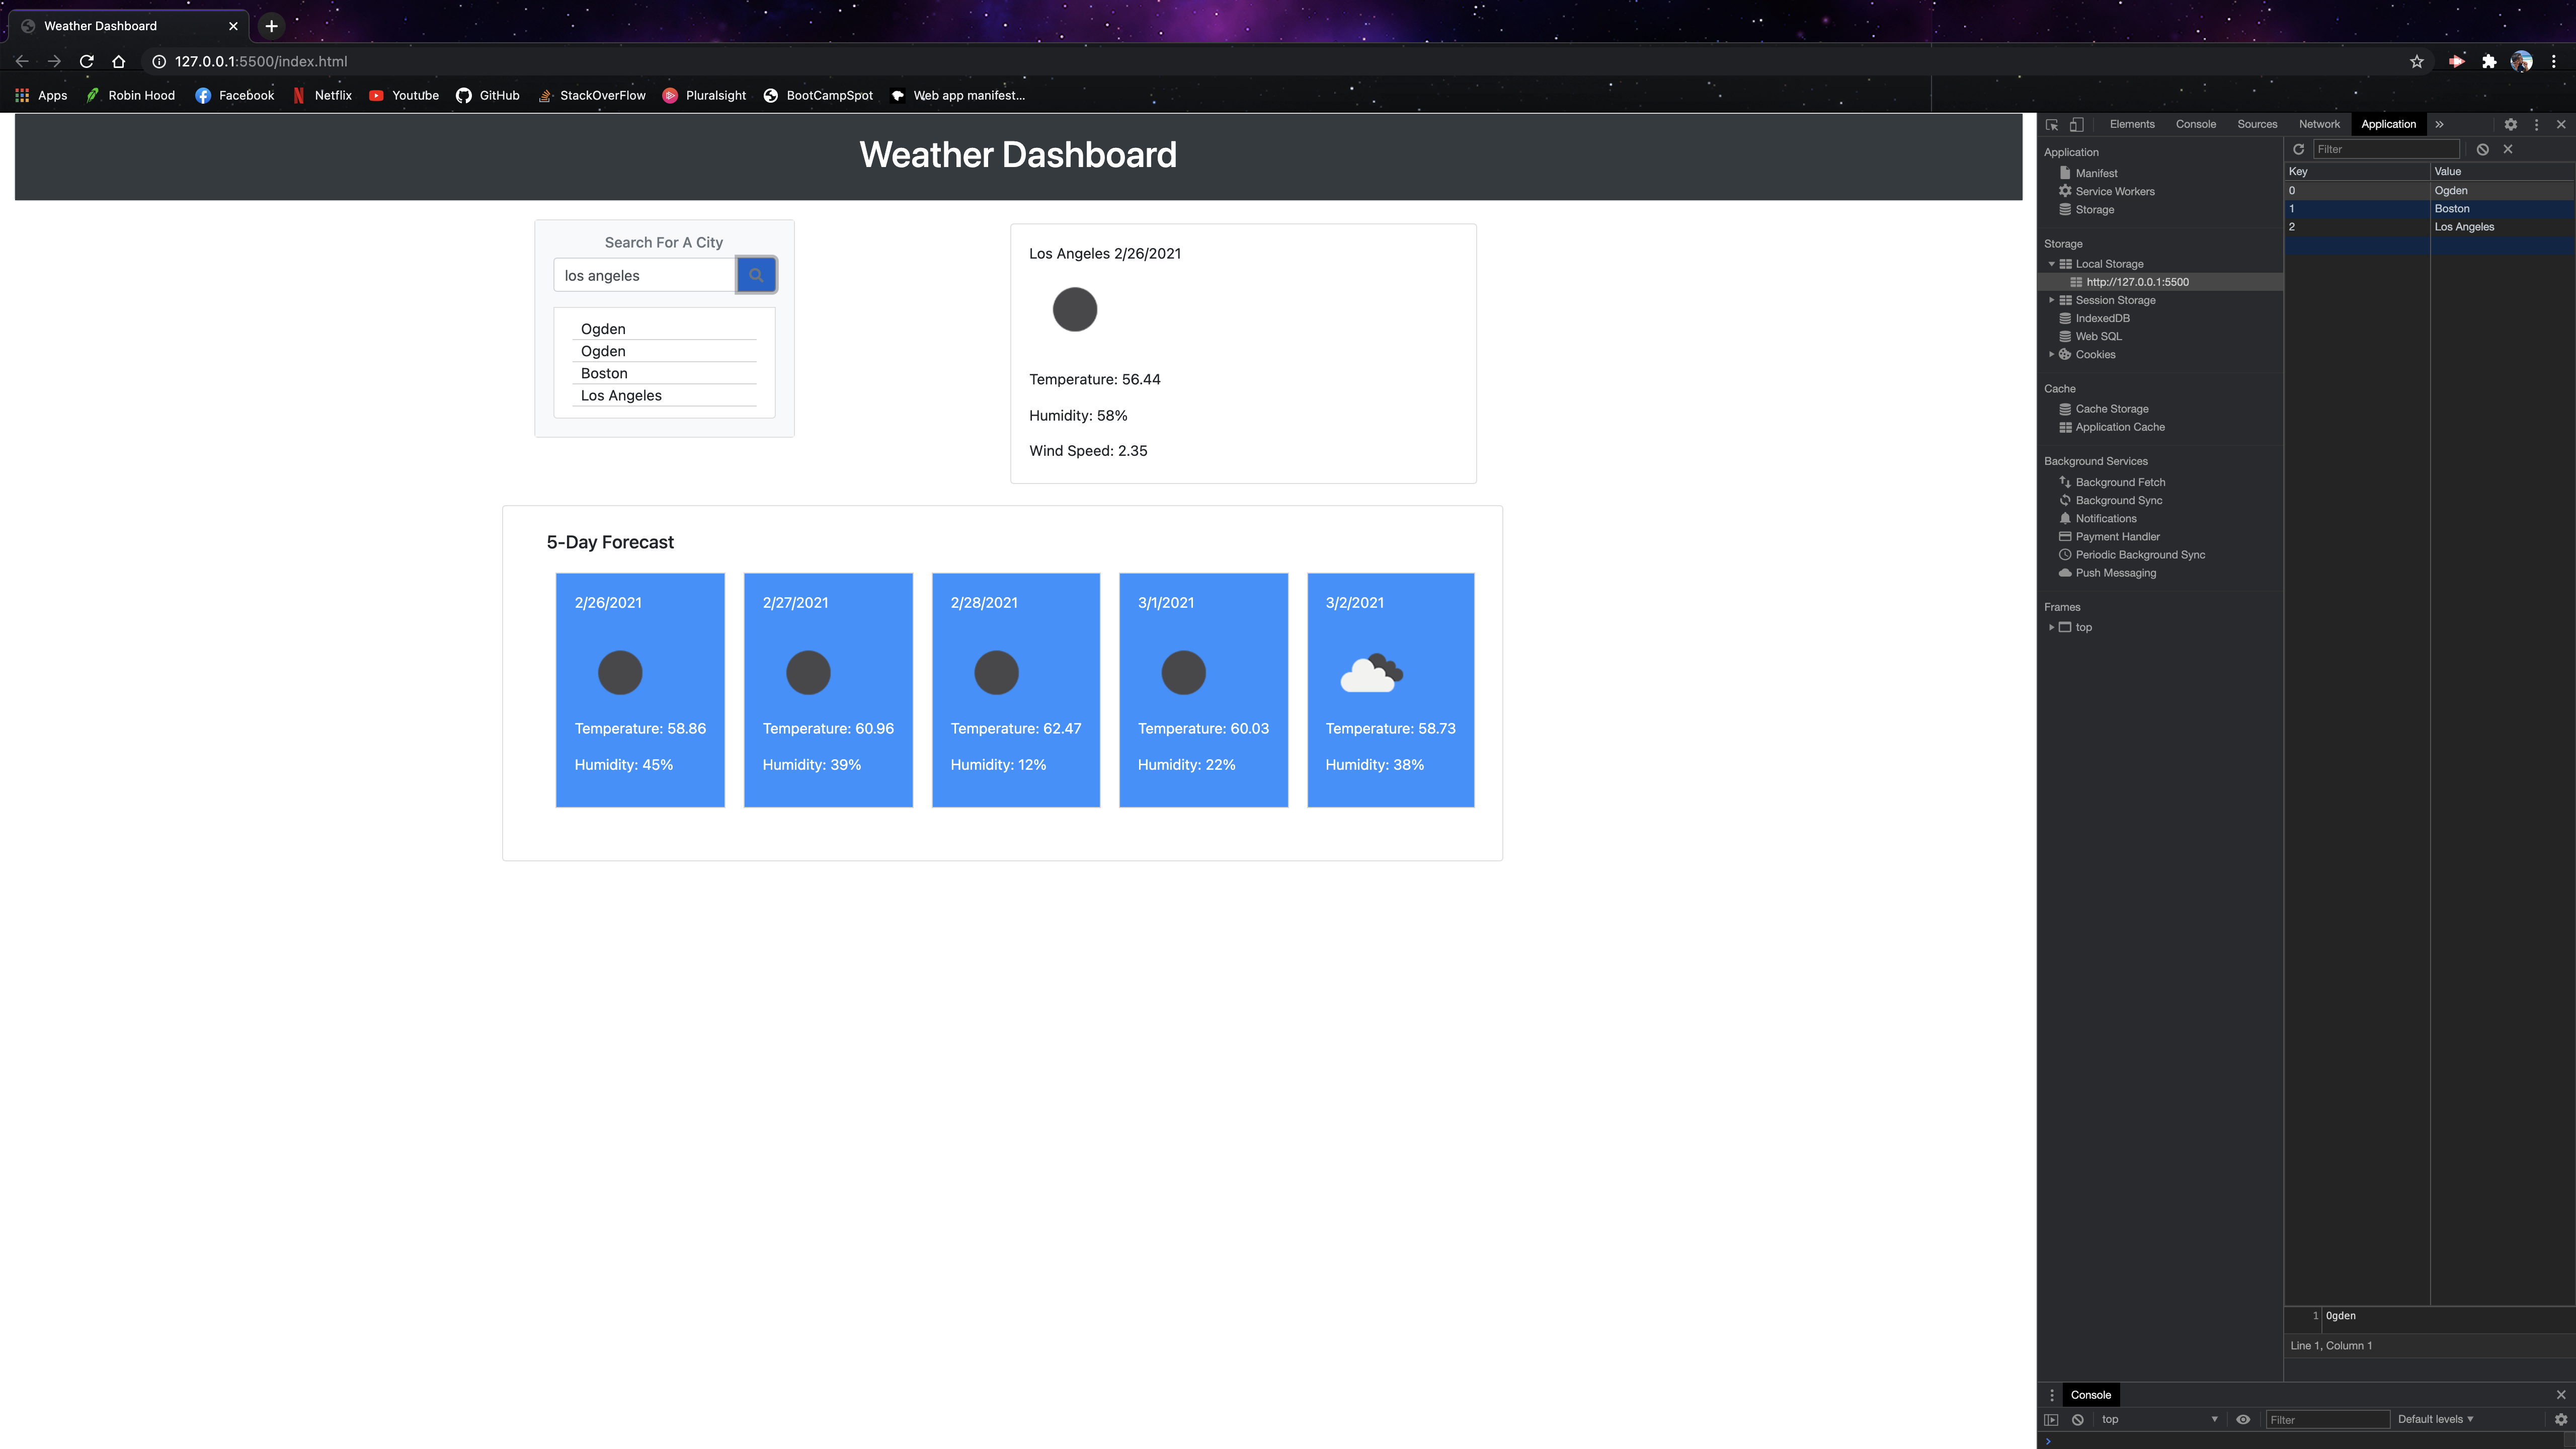 Weather Dashboard
127.0.0.1:5500/index.html
Apps Robin Hood Facebook Netflix Youtube GitHub StackOverFlow Pluralsight BootCampSpot Web app manifest...
Weather Dashboard
Search For A City
los angeles
Ogden
Ogden
Boston
Los Angeles
Los Angeles 2/26/2021
Temperature: 56.44
Humidity: 58%
Wind Speed: 2.35
5-Day Forecast
2/26/2021
Temperature: 58.86
Humidity: 45%
2/27/2021
Temperature: 60.96
Humidity: 39%
2/28/2021
Temperature: 62.47
Humidity: 12%
3/1/2021
Temperature: 60.03
Humidity: 22%
3/2/2021
Temperature: 58.73
Humidity: 38%
Elements Console Sources Network Application »
Application
Manifest
Service Workers
Storage
Storage
Local Storage
http://127.0.0.1:5500
Session Storage
IndexedDB
Web SQL
Cookies
Cache
Cache Storage
Application Cache
Background Services
Background Fetch
Background Sync
Notifications
Payment Handler
Periodic Background Sync
Push Messaging
Frames
top
Filter
Key Value
0 Ogden
1 Boston
2 Los Angeles
1 Ogden
Line 1, Column 1
Console
top Filter Default levels